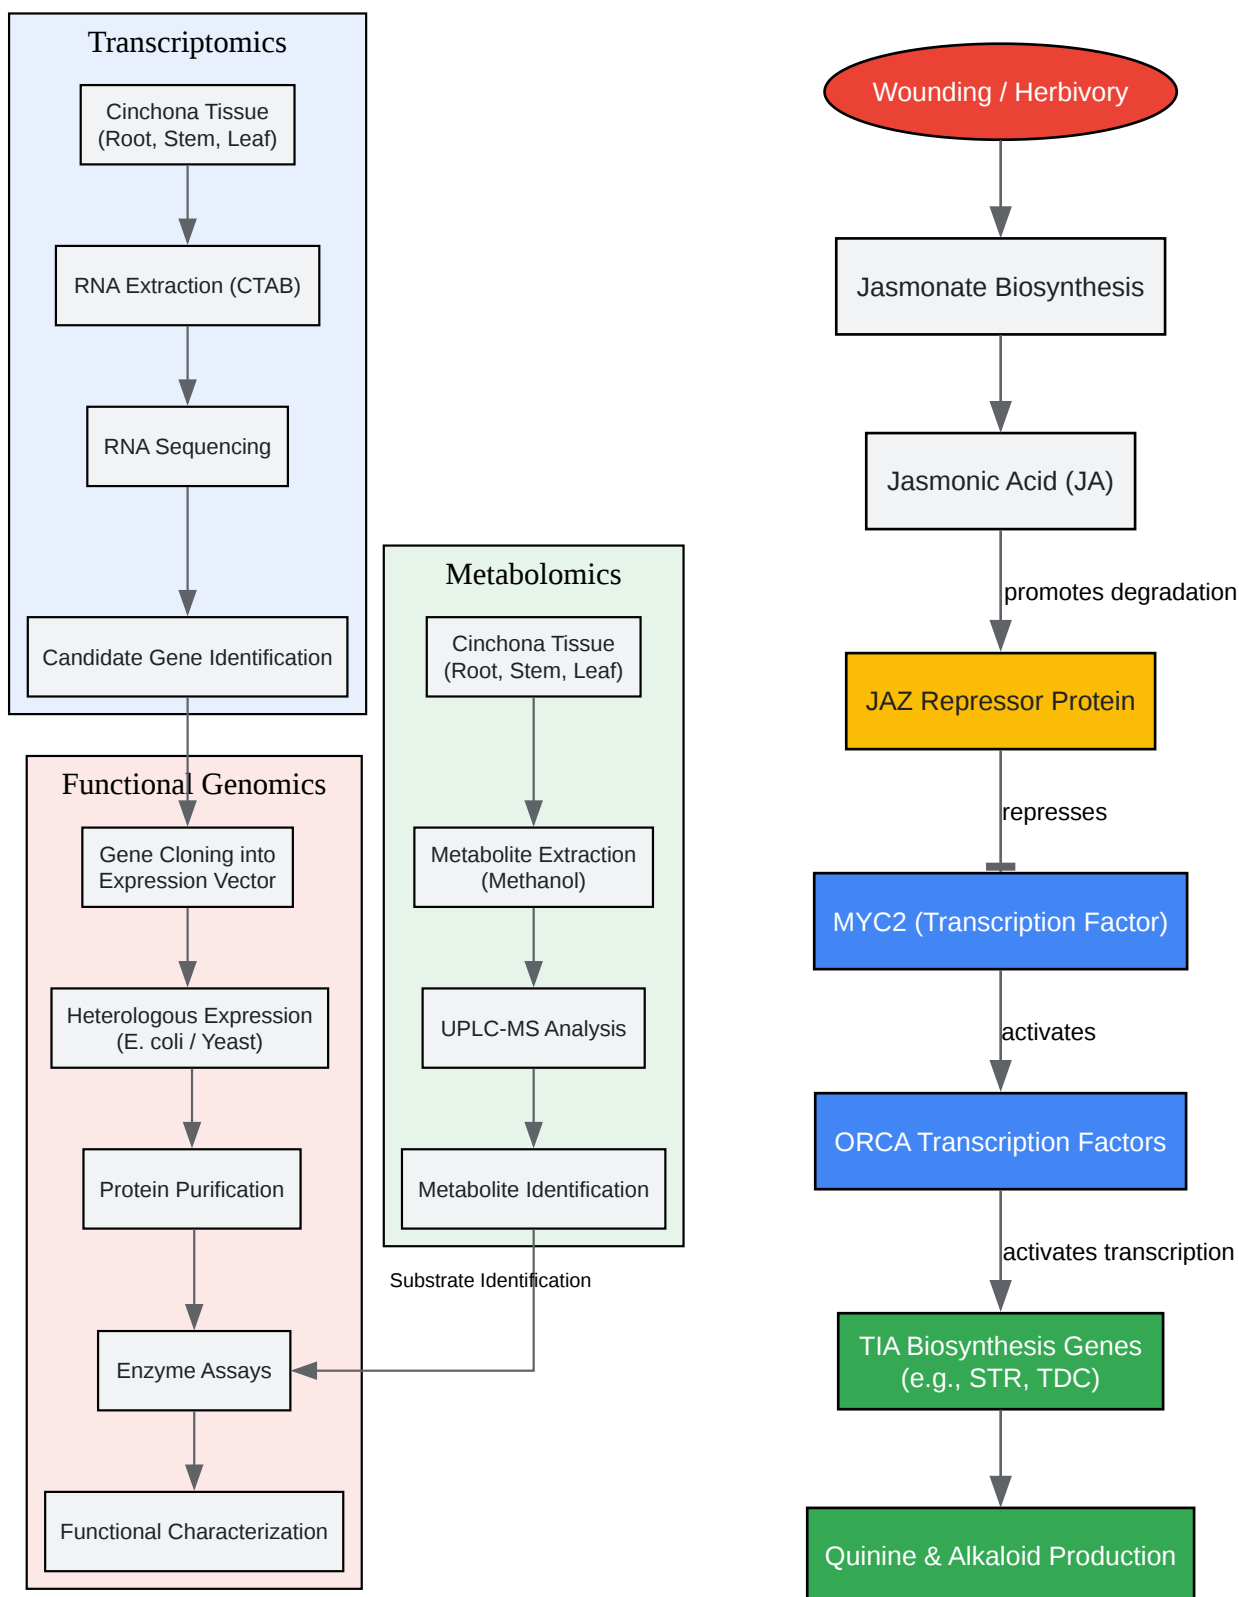 Transcriptomics
Cinchona Tissue
(Root, Stem, Leaf)
RNA Extraction (CTAB)
RNA Sequencing
Candidate Gene Identification
Functional Genomics
Gene Cloning into
Expression Vector
Heterologous Expression
(E. coli / Yeast)
Protein Purification
Enzyme Assays
Functional Characterization
Metabolomics
Cinchona Tissue
(Root, Stem, Leaf)
Metabolite Extraction
(Methanol)
UPLC-MS Analysis
Metabolite Identification
Substrate Identification
Wounding / Herbivory
Jasmonate Biosynthesis
Jasmonic Acid (JA)
promotes degradation
JAZ Repressor Protein
represses
MYC2 (Transcription Factor)
activates
ORCA Transcription Factors
activates transcription
TIA Biosynthesis Genes
(e.g., STR, TDC)
Quinine & Alkaloid Production